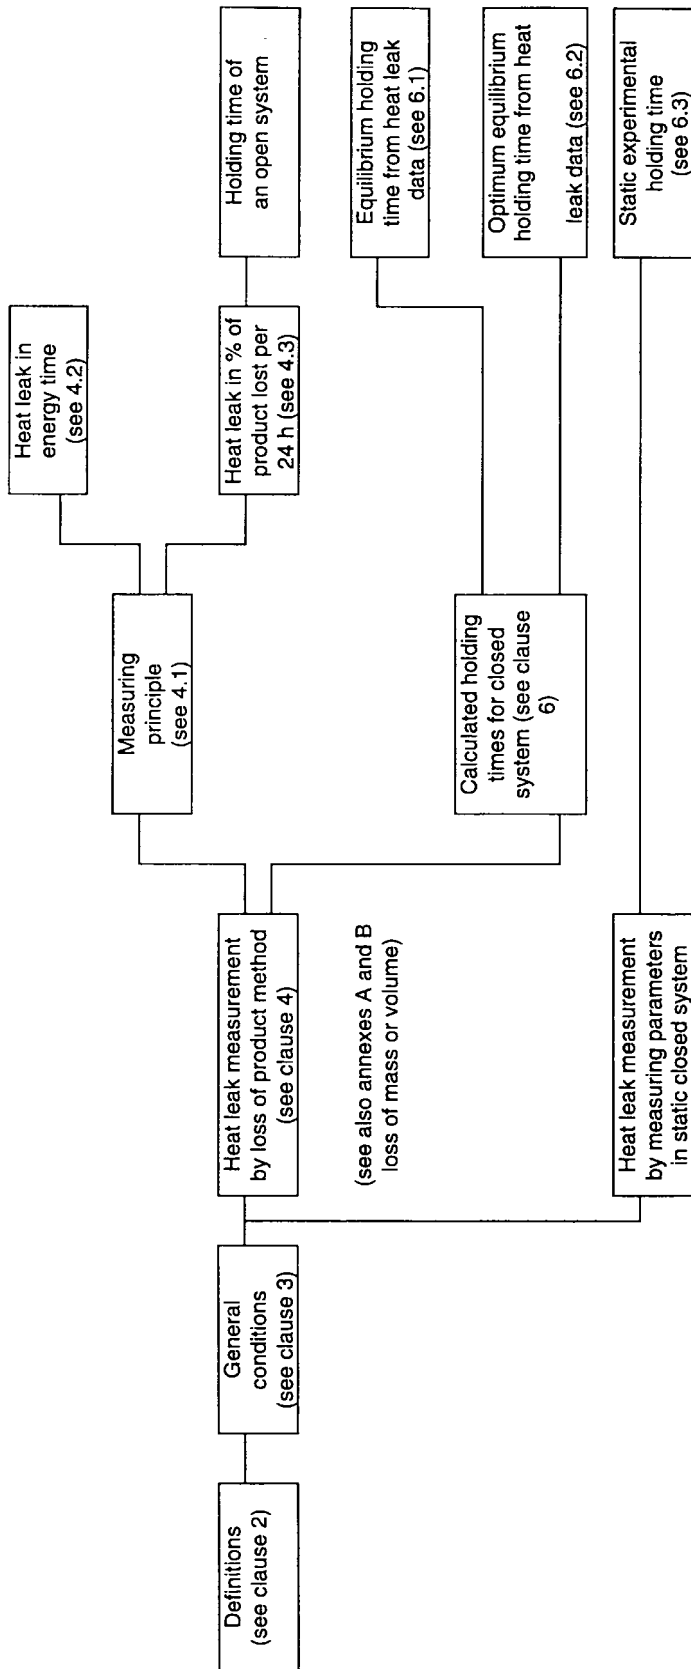 Definitions
(see clause 2)
General
conditions
(see clause 3)
Heat leak measurement
by loss of product method
(see clause 4)
(see also annexes A and B
loss of mass or volume)
Heat leak measurement
by measuring parameters
in static closed system
Measuring
principle
(see 4.1)
Calculated holding
times for closed
system (see clause
6)
Heat leak in
energy time
(see 4.2)
Heat leak in % of
product lost per
24 h (see 4.3)
Holding time of
an open system
Equilibrium holding
time from heat leak
data (see 6.1)
Optimum equilibrium
holding time from heat
leak data (see 6.2)
Static experimental
holding time
(see 6.3)